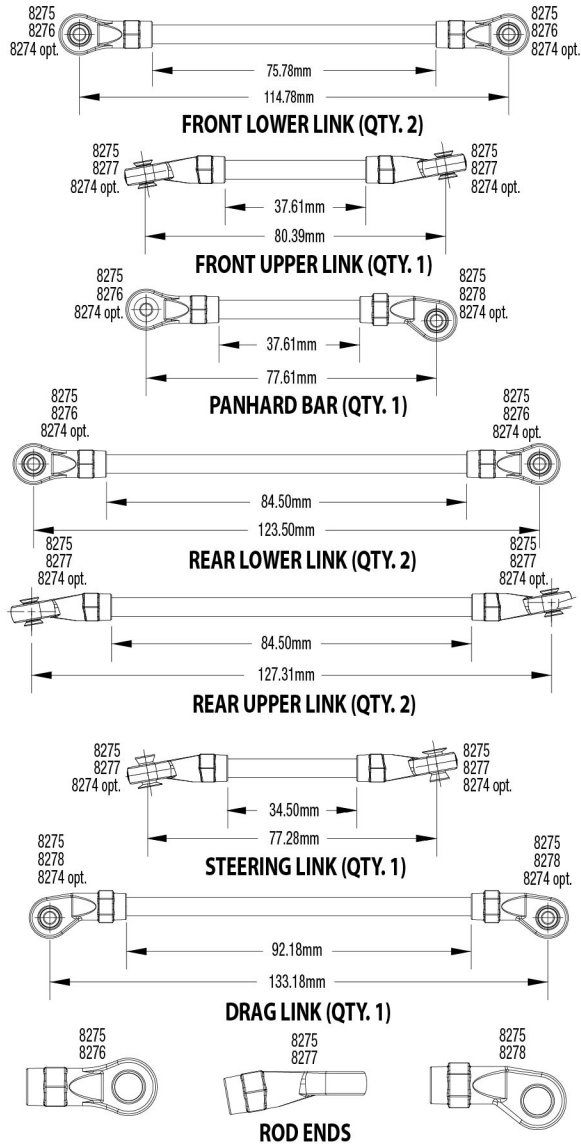 8275
8276
8274 opt.
8275
8276
8274 opt.
75.78mm
114.78mm
FRONT LOWER LINK (QTY. 2)
8275
8277
8274 opt.
8275
8277
8274 opt.
37.61mm
80.39mm
FRONT UPPER LINK (QTY. 1)
8275
8276
8274 opt.
8275
8278
8274 opt.
37.61mm
77.61mm
PANHARD BAR (QTY. 1)
8275
8276
8274 opt.
8275
8276
8274 opt.
84.50mm
123.50mm
REAR LOWER LINK (QTY. 2)
8275
8277
8274 opt.
8275
8277
8274 opt.
84.50mm
127.31mm
REAR UPPER LINK (QTY. 2)
8275
8277
8274 opt.
8275
8277
8274 opt.
34.50mm
77.28mm
STEERING LINK (QTY. 1)
8275
8278
8274 opt.
8275
8278
8274 opt.
92.18mm
133.18mm
DRAG LINK (QTY. 1)
8275
8276
8275
8277
8275
8278
ROD ENDS